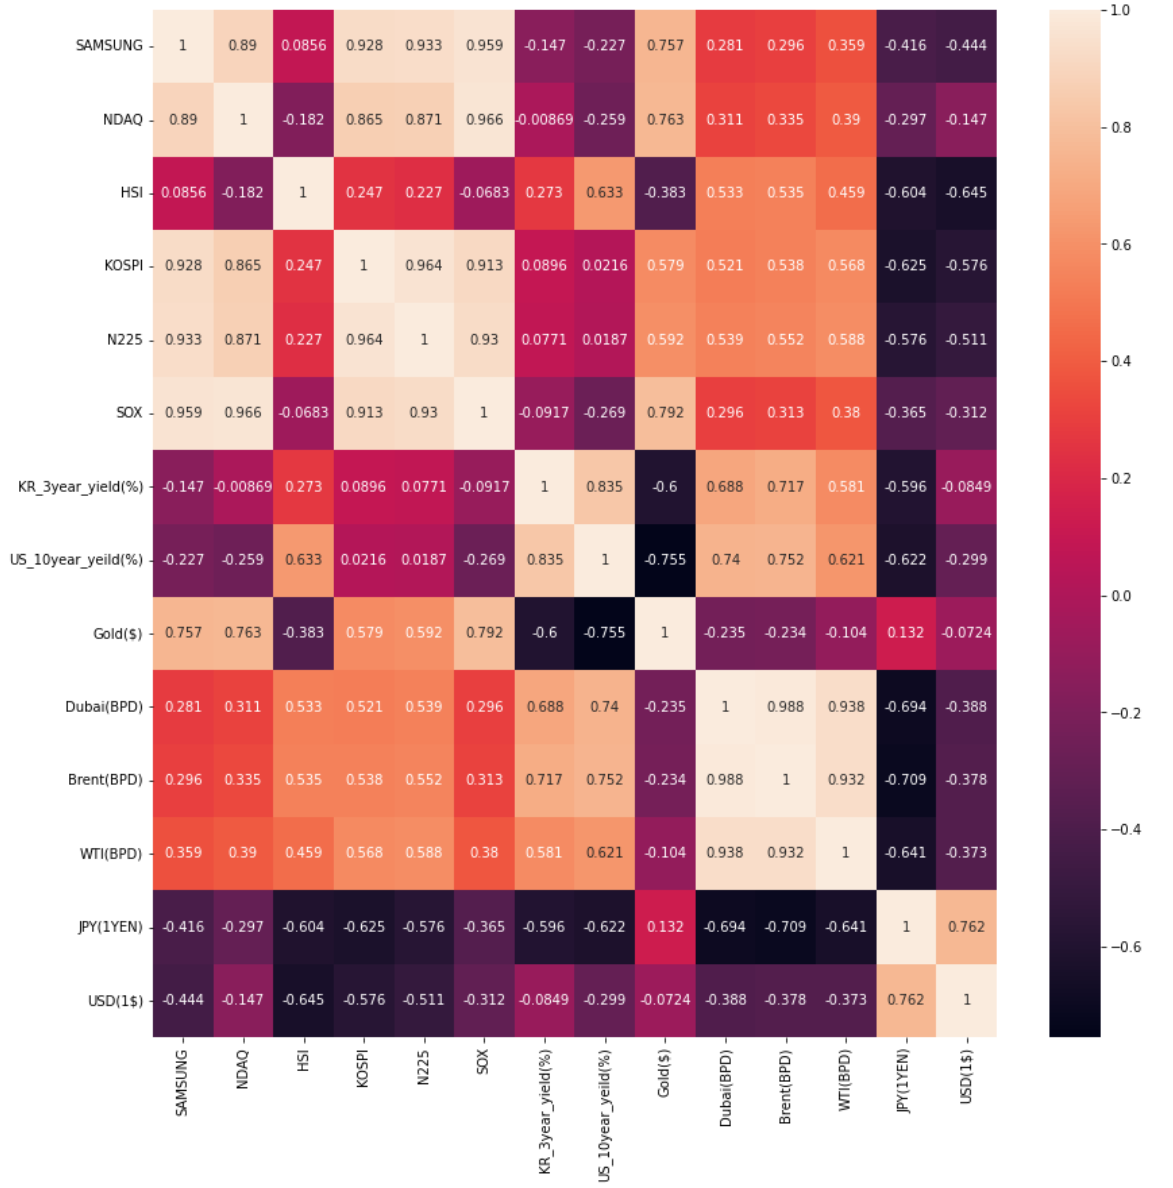 SAMSUNG 1 0.89 0.0856 0.928 0.933 0.959 -0.147 -0.227 0.757 0.281 0.296 0.359 -0.416 -0.444
NDAQ 0.89 1 -0.182 0.865 0.871 0.966 -0.00869 -0.259 0.763 0.311 0.335 0.39 -0.297 -0.147
HSI 0.0856 -0.182 1 0.247 0.227 -0.0683 0.273 0.633 -0.383 0.533 0.535 0.459 -0.604 -0.645
KOSPI 0.928 0.865 0.247 1 0.964 0.913 0.0896 0.0216 0.579 0.521 0.538 0.568 -0.625 -0.576
N225 0.933 0.871 0.227 0.964 1 0.93 0.0771 0.0187 0.592 0.539 0.552 0.588 -0.576 -0.511
SOX 0.959 0.966 -0.0683 0.913 0.93 1 -0.0917 -0.269 0.792 0.296 0.313 0.38 -0.365 -0.312
KR_3year_yield(%) -0.147 -0.00869 0.273 0.0896 0.0771 -0.0917 1 0.835 -0.6 0.688 0.717 0.581 -0.596 -0.0849
US_10year_yeild(%) -0.227 -0.259 0.633 0.0216 0.0187 -0.269 0.835 1 -0.755 0.74 0.752 0.621 -0.622 -0.299
Gold($) 0.757 0.763 -0.383 0.579 0.592 0.792 -0.6 -0.755 1 -0.235 -0.234 -0.104 0.132 -0.0724
Dubai(BPD) 0.281 0.311 0.533 0.521 0.539 0.296 0.688 0.74 -0.235 1 0.988 0.938 -0.694 -0.388
Brent(BPD) 0.296 0.335 0.535 0.538 0.552 0.313 0.717 0.752 -0.234 0.988 1 0.932 -0.709 -0.378
WTI(BPD) 0.359 0.39 0.459 0.568 0.588 0.38 0.581 0.621 -0.104 0.938 0.932 1 -0.641 -0.373
JPY(1YEN) -0.416 -0.297 -0.604 -0.625 -0.576 -0.365 -0.596 -0.622 0.132 -0.694 -0.709 -0.641 1 0.762
USD(1$) -0.444 -0.147 -0.645 -0.576 -0.511 -0.312 -0.0849 -0.299 -0.0724 -0.388 -0.378 -0.373 0.762 1
SAMSUNG
NDAQ
HSI
KOSPI
N225
SOX
KR_3year_yield(%)
US_10year_yeild(%)
Gold($)
Dubai(BPD)
Brent(BPD)
WTI(BPD)
JPY(1YEN)
USD(1$)
1.0
0.8
0.6
0.4
0.2
0.0
−0.2
−0.4
−0.6